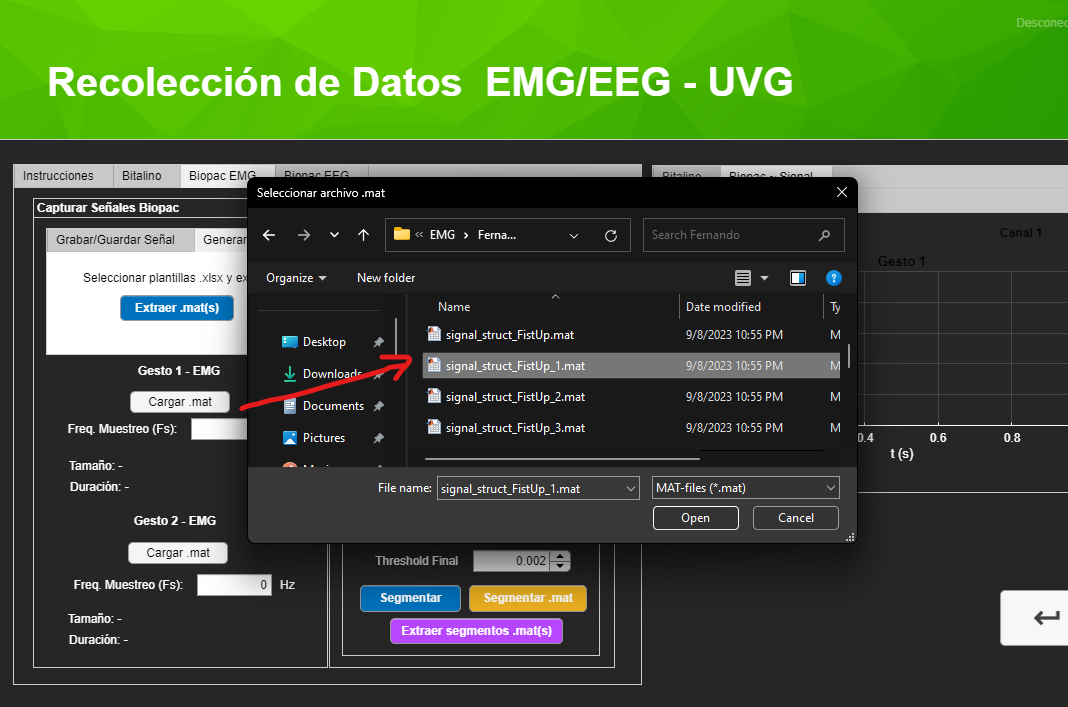 Desconec
Recolección de Datos EMG/EEG - UVG
Instrucciones
Bitalino
Biopac EMG
Biopac EEG
Bitalino
Biopac ~ Signal
Capturar Señales Biopac
Grabar/Guardar Señal
Generar
Seleccionar plantillas .xlsx y ex
Extraer .mat(s)
Gesto 1 - EMG
Cargar .mat
Freq. Muestreo (Fs):
Tamaño: -
Duración: -
Gesto 2 - EMG
Cargar .mat
Freq. Muestreo (Fs):
0
Hz
Tamaño: -
Duración: -
Seleccionar archivo .mat
« EMG › Ferna...
Search Fernando
Organize
New folder
?
Name
Date modified
Ty
Desktop
Downloads
Documents
Pictures
signal_struct_FistUp.mat 9/8/2023 10:55 PM M
signal_struct_FistUp_1.mat 9/8/2023 10:55 PM M
signal_struct_FistUp_2.mat 9/8/2023 10:55 PM M
signal_struct_FistUp_3.mat 9/8/2023 10:55 PM M
File name:
signal_struct_FistUp_1.mat
MAT-files (*.mat)
Open
Cancel
Threshold Final
0.002
Segmentar
Segmentar .mat
Extraer segmentos .mat(s)
Canal 1
Gesto 1
0.4 0.6 0.8
t (s)